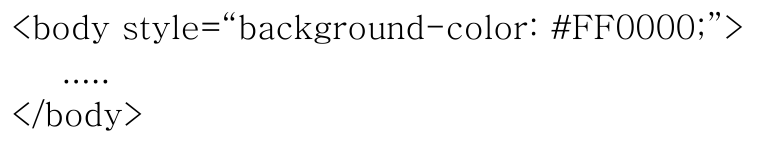 <body style=“background-color: #FF0000;”>
.....
</body>